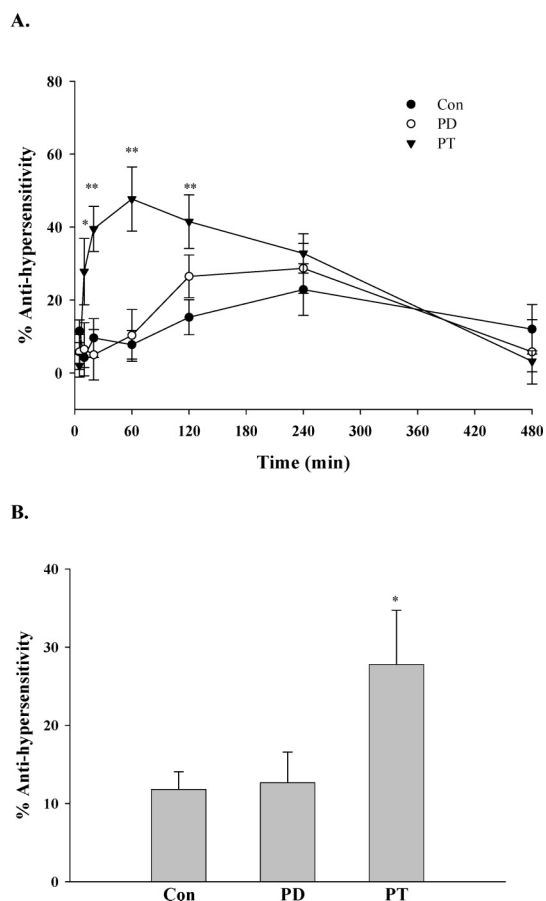 A.
80
60
40
20
0
% Anti-hypersensitivity
Con
PD
PT
*
**
**
**
0 60 120 180 240 300 360 420 480
Time (min)
B.
40
30
20
10
0
% Anti-hypersensitivity
*
Con PD PT